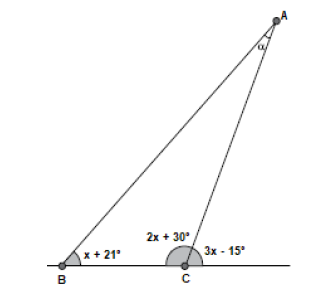 A
α
2x + 30°
3x - 15°
x + 21°
B
C